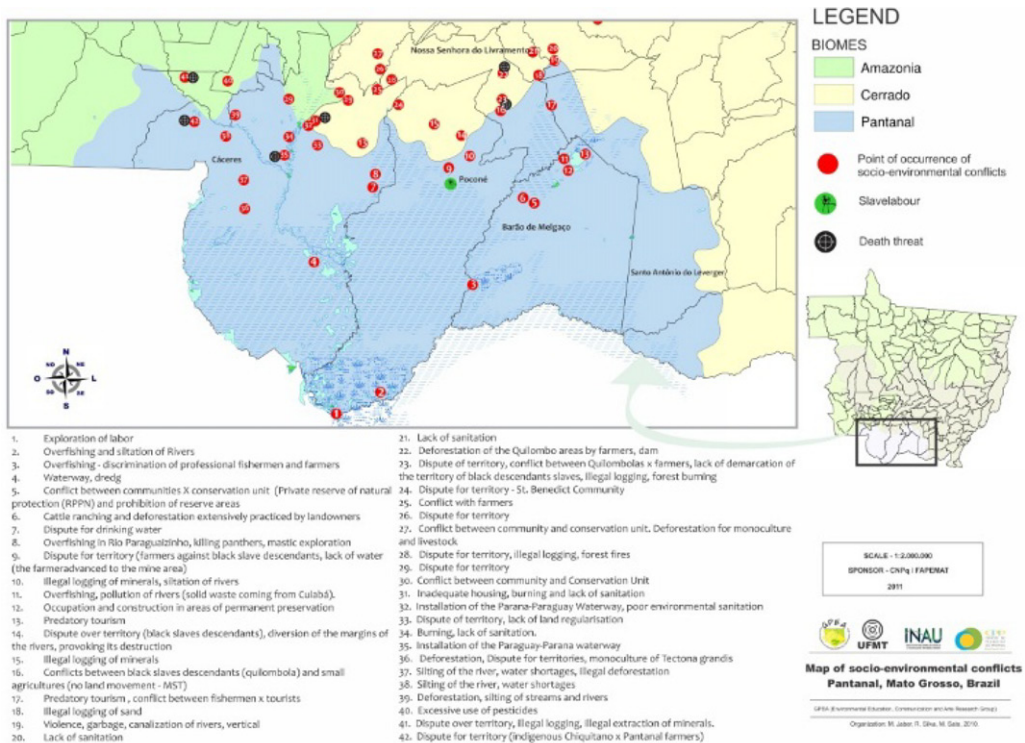 Nossa Senhora do Livramento
Cáceres
Poconé
Barão de Melgaço
Santo Antônio do Leverger
N
NO
NE
O
L
SO
SE
S
LEGEND
BIOMES
Amazonia
Cerrado
Pantanal
Point of occurrence of
socio-environmental conflicts
Slavelabour
Death threat
1. Exploration of labor
2. Overfishing and siltation of Rivers
3. Overfishing - discrimination of professional fishermen and farmers
4. Waterway, dredg
5. Conflict between communities X conservation unit (Private reserve of natural
protection (RPPN) and prohibition of reserve areas
6. Cattle ranching and deforestation extensively practiced by landowners
7. Dispute for drinking water
8. Overfishing in Rio Paraguaizinho, killing panthers, mastic exploration
9. Dispute for territory (farmers against black slave descendants, lack of water
(the farmeradvanced to the mine area)
10. Illegal logging of minerals, siltation of rivers
11. Overfishing, pollution of rivers (solid waste coming from Cuiabá).
12. Occupation and construction in areas of permanent preservation
13. Predatory tourism
14. Dispute over territory (black slaves descendants), diversion of the margins of
the rivers, provoking its destruction
15. Illegal logging of minerals
16. Conflicts between black slaves descendants (quilombola) and small
agricultures (no land movement - MST)
17. Predatory tourism , conflict between fishermen x tourists
18. Illegal logging of sand
19. Violence, garbage, canalization of rivers, vertical
20. Lack of sanitation
21. Lack of sanitation
22. Deforestation of the Quilombo areas by farmers, dam
23. Dispute of territory, conflict between Quilombolas x farmers, lack of demarcation of
the territory of black descendants slaves, illegal logging, forest burning
24. Dispute for territory - St. Benedict Community
25. Conflict with farmers
26. Dispute for territory
27. Conflict between community and conservation unit. Deforestation for monoculture
and livestock
28. Dispute for territory, illegal logging, forest fires
29. Dispute for territory
30. Conflict between community and Conservation Unit
31. Inadequate housing, burning and lack of sanitation
32. Installation of the Parana-Paraguay Waterway, poor environmental sanitation
33. Dispute of territory, lack of land regularisation
34. Burning, lack of sanitation.
35. Installation of the Paraguay-Parana waterway
36. Deforestation, Dispute for territories, monoculture of Tectona grandis
37. Silting of the river, water shortages, illegal deforestation
38. Silting of the river, water shortages
39. Deforestation, silting of streams and rivers
40. Excessive use of pesticides
41. Dispute over territory, illegal logging, illegal extraction of minerals.
42. Dispute for territory (indigenous Chiquitano x Pantanal farmers)
SCALE - 1:2.000.000
SPONSOR - CNPq | FAPEMAT
2011
GPEA
UFMT
INAU
Map of socio-environmental conflicts
Pantanal, Mato Grosso, Brazil
GPEA (Environmental Education, Communication and Arte Research Group)
Organization: M. Jaber, R. Silva, M. Sato, 2010.